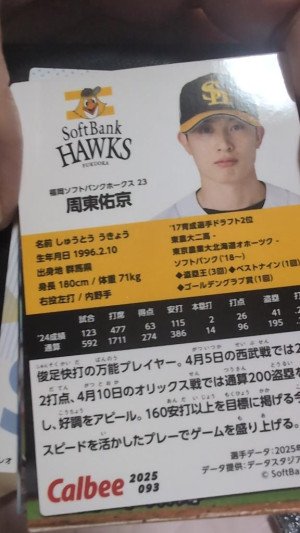 SoftBank
HAWKS
FUKUOKA
福岡ソフトバンクホークス 23
周東佑京
名前 しゅうとう うきょう
生年月日 1996.2.10
出身地 群馬県
身長 180cm / 体重 71kg
右投左打 / 内野手
'17育成選手ドラフト2位
東農大二高-
東京農業大北海道オホーツク-
ソフトバンク('18~)
◆盗塁王(3回)◆ベストナイン(1回)
◆ゴールデングラブ賞(1回)
試合 打席 得点 安打 本塁打 打点 盗塁
'24成績 123 477 63 115 2 26 41
通算 592 1711 274 386 14 96 195
俊足快打の万能プレイヤー。4月5日の西武戦では2
2打点、4月10日のオリックス戦では通算200盗塁
し、好調をアピール。160安打以上を目標に掲げる今
スピードを活かしたプレーでゲームを盛り上げる。
選手データ:2025年
データ提供:データスタジア
© SoftBa
Calbee 2025
093